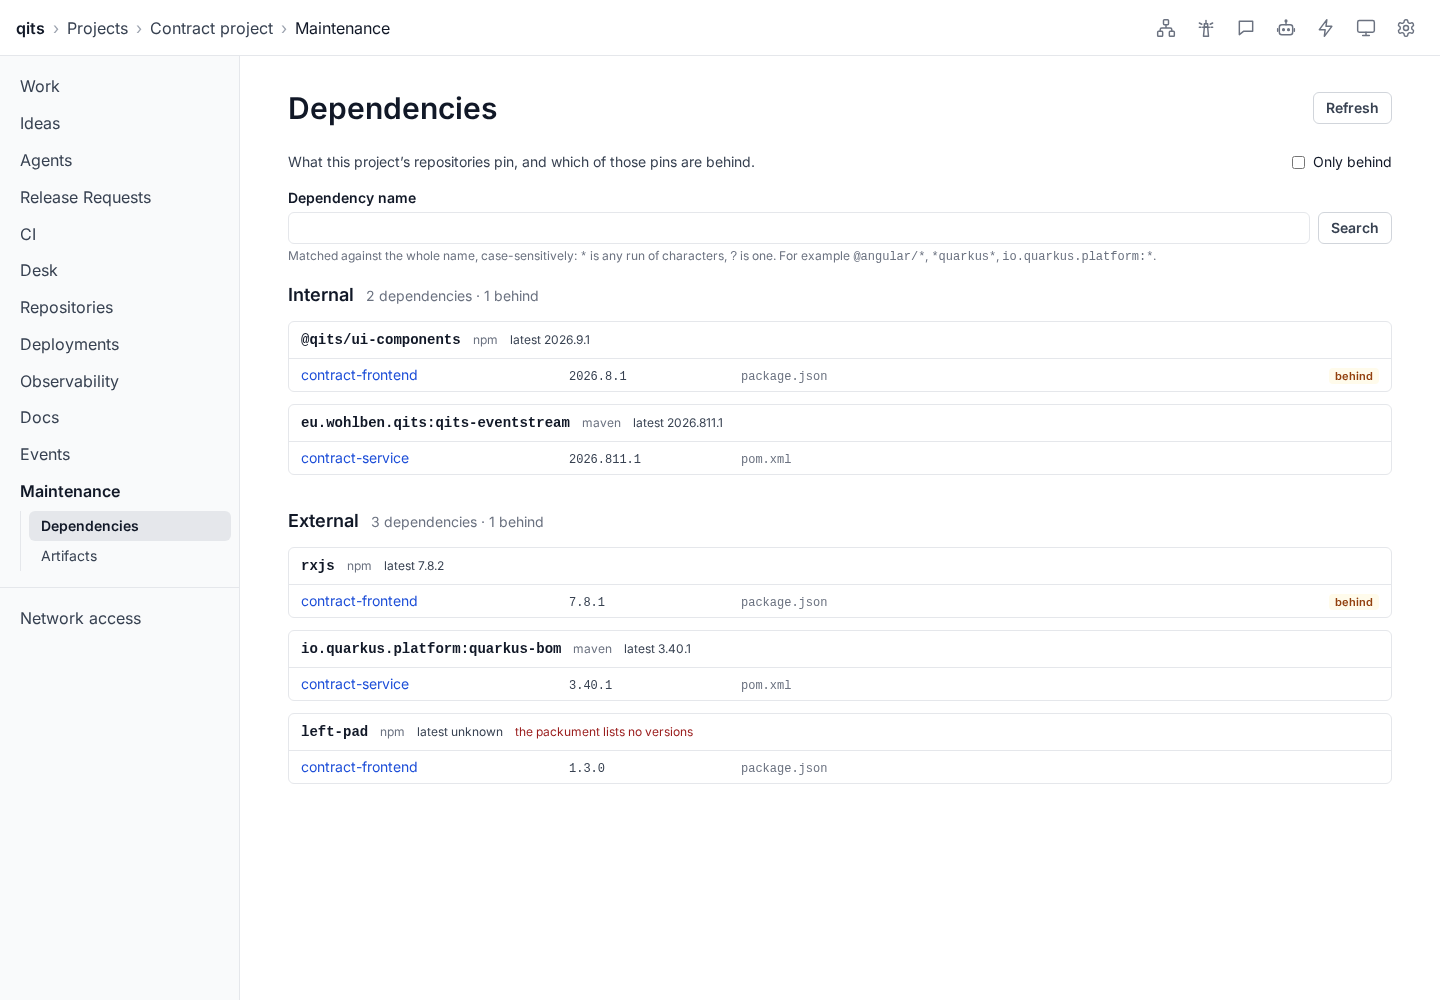 qits › Projects › Contract project › Maintenance
Work
Ideas
Agents
Release Requests
CI
Desk
Repositories
Deployments
Observability
Docs
Events
Maintenance
Dependencies
Artifacts
Network access
Dependencies
Refresh
What this project’s repositories pin, and which of those pins are behind.
Only behind
Dependency name
Search
Matched against the whole name, case-sensitively: * is any run of characters, ? is one. For example @angular/*, *quarkus*, io.quarkus.platform:*.
Internal 2 dependencies · 1 behind
@qits/ui-components npm latest 2026.9.1
contract-frontend 2026.8.1 package.json behind
eu.wohlben.qits:qits-eventstream maven latest 2026.811.1
contract-service 2026.811.1 pom.xml
External 3 dependencies · 1 behind
rxjs npm latest 7.8.2
contract-frontend 7.8.1 package.json behind
io.quarkus.platform:quarkus-bom maven latest 3.40.1
contract-service 3.40.1 pom.xml
left-pad npm latest unknown the packument lists no versions
contract-frontend 1.3.0 package.json